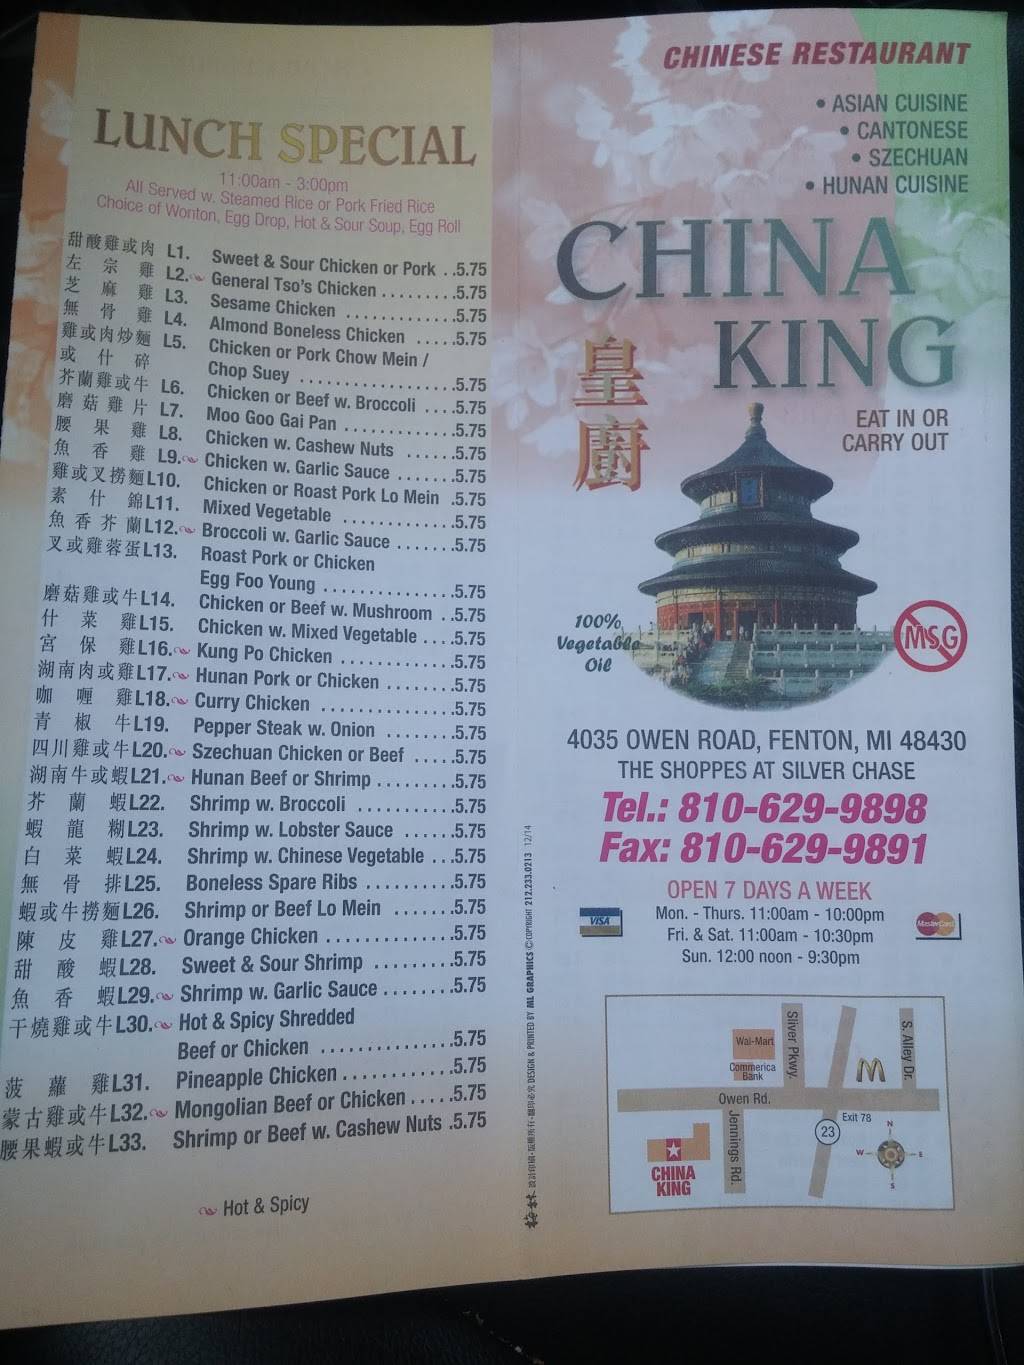 LUNCH SPECIAL
11:00am - 3:00pm
All Served w. Steamed Rice or Pork Fried Rice
Choice of Wonton, Egg Drop, Hot & Sour Soup, Egg Roll
甜酸雞或肉 L1. Sweet & Sour Chicken or Pork . .5.75
左宗雞 L2. General Tso's Chicken . . . . . . . . .5.75
芝麻雞 L3. Sesame Chicken . . . . . . . . . . . . .5.75
無骨雞 L4. Almond Boneless Chicken . . . . .5.75
雞或肉炒麵 L5. Chicken or Pork Chow Mein /
或什碎 Chop Suey . . . . . . . . . . . . . . . . . .5.75
芥蘭雞或牛 L6. Chicken or Beef w. Broccoli . . . .5.75
磨菇雞片 L7. Moo Goo Gai Pan . . . . . . . . . . . . .5.75
腰果雞 L8. Chicken w. Cashew Nuts . . . . . .5.75
魚香雞 L9. Chicken w. Garlic Sauce . . . . . . .5.75
雞或叉撈麵 L10. Chicken or Roast Pork Lo Mein .5.75
素什錦 L11. Mixed Vegetable . . . . . . . . . . . . .5.75
魚香芥蘭 L12. Broccoli w. Garlic Sauce . . . . . . .5.75
叉或雞蓉蛋 L13. Roast Pork or Chicken
Egg Foo Young . . . . . . . . . . . . . . .5.75
磨菇雞或牛 L14. Chicken or Beef w. Mushroom . .5.75
什菜雞 L15. Chicken w. Mixed Vegetable . . . .5.75
宮保雞 L16. Kung Po Chicken . . . . . . . . . . . . .5.75
湖南肉或雞 L17. Hunan Pork or Chicken . . . . . . . .5.75
咖喱雞 L18. Curry Chicken . . . . . . . . . . . . . . .5.75
青椒牛 L19. Pepper Steak w. Onion . . . . . . . .5.75
四川雞或牛 L20. Szechuan Chicken or Beef . . . . .5.75
湖南牛或蝦 L21. Hunan Beef or Shrimp . . . . . . . . .5.75
芥蘭蝦 L22. Shrimp w. Broccoli . . . . . . . . . . .5.75
蝦龍糊 L23. Shrimp w. Lobster Sauce . . . . . .5.75
白菜蝦 L24. Shrimp w. Chinese Vegetable . . .5.75
無骨排 L25. Boneless Spare Ribs . . . . . . . . . .5.75
蝦或牛撈麵 L26. Shrimp or Beef Lo Mein . . . . . . .5.75
陳皮雞 L27. Orange Chicken . . . . . . . . . . . . . .5.75
甜酸蝦 L28. Sweet & Sour Shrimp . . . . . . . . .5.75
魚香蝦 L29. Shrimp w. Garlic Sauce . . . . . . . .5.75
干燒雞或牛 L30. Hot & Spicy Shredded
Beef or Chicken . . . . . . . . . . . . . .5.75
菠蘿雞 L31. Pineapple Chicken . . . . . . . . . . . .5.75
蒙古雞或牛 L32. Mongolian Beef or Chicken . . . . .5.75
腰果蝦或牛 L33. Shrimp or Beef w. Cashew Nuts .5.75
Hot & Spicy
ML GRAPHICS © COPYRIGHT 212.233.0213 12/14
DESIGN & PRINTED BY
CHINESE RESTAURANT
• ASIAN CUISINE
• CANTONESE
• SZECHUAN
• HUNAN CUISINE
CHINA
KING
皇廚
EAT IN OR
CARRY OUT
100%
Vegetable
Oil
MSG
4035 OWEN ROAD, FENTON, MI 48430
THE SHOPPES AT SILVER CHASE
Tel.: 810-629-9898
Fax: 810-629-9891
OPEN 7 DAYS A WEEK
Mon. - Thurs. 11:00am - 10:00pm
Fri. & Sat. 11:00am - 10:30pm
Sun. 12:00 noon - 9:30pm
VISA
MasterCard
Wal-Mart
Commerica
Bank
Sliver Pkwy.
S. Alley Dr.
Owen Rd.
Jennings Rd.
Exit 78
23
N
W
E
S
CHINA
KING